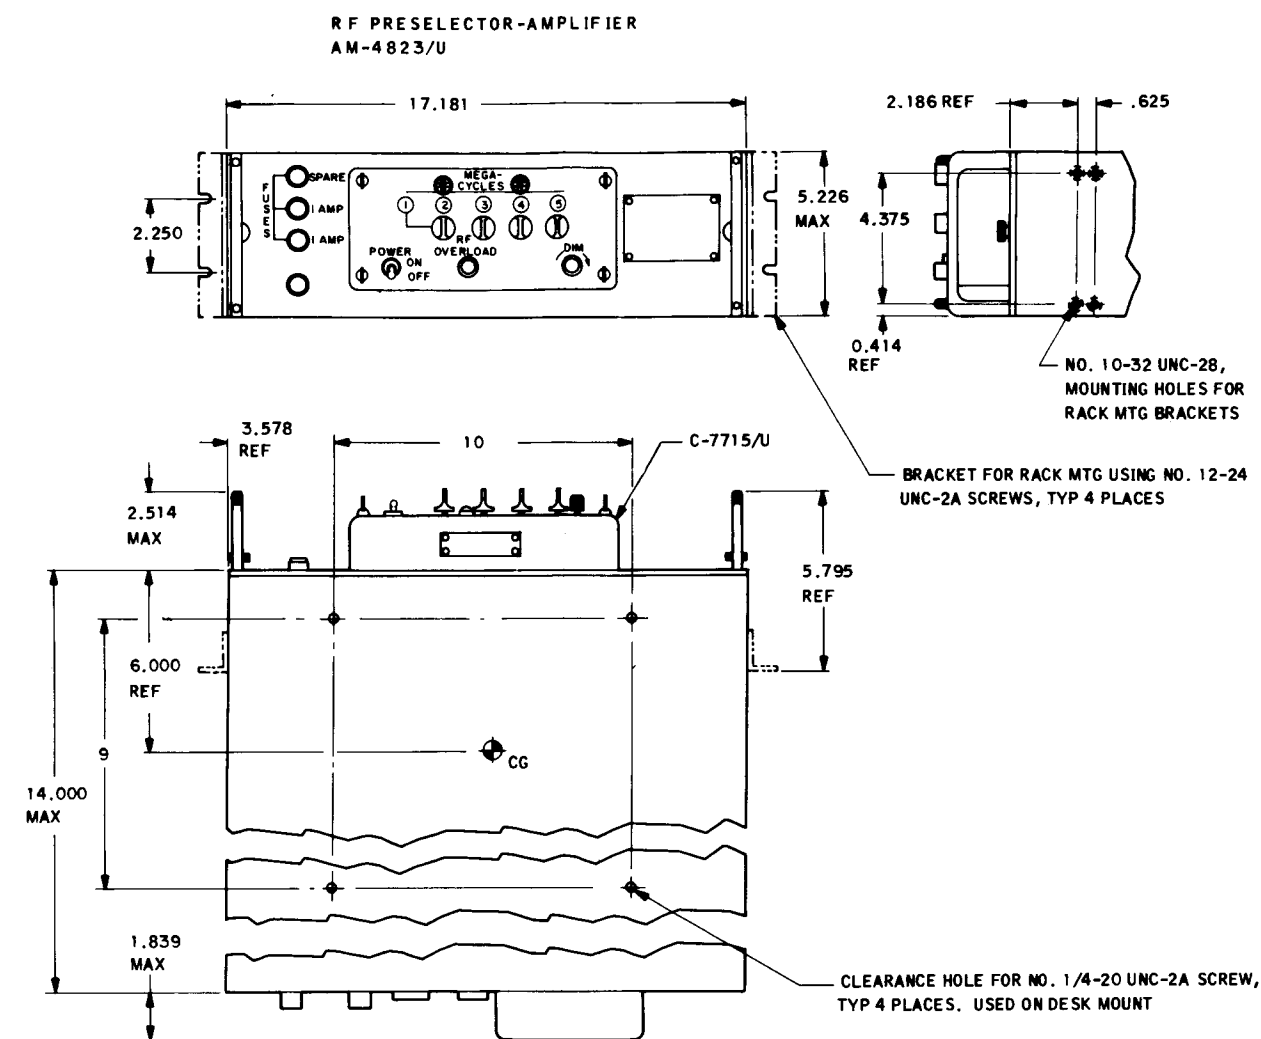 RF PRESELECTOR-AMPLIFIER
AM-4823/U
17.181
2.186 REF
.625
SPARE
FUSES
1 AMP
1 AMP
MEGA-
CYCLES
1 2 3 4 5
RF
POWER
OVERLOAD
DIM
ON
OFF
2.250
5.226
MAX
4.375
0.414
REF
NO. 10-32 UNC-28,
MOUNTING HOLES FOR
RACK MTG BRACKETS
3.578
REF
10
C-7715/U
BRACKET FOR RACK MTG USING NO. 12-24
UNC-2A SCREWS, TYP 4 PLACES
2.514
MAX
5.795
REF
6.000
REF
9
CG
14.000
MAX
1.839
MAX
CLEARANCE HOLE FOR NO. 1/4-20 UNC-2A SCREW,
TYP 4 PLACES. USED ON DESK MOUNT